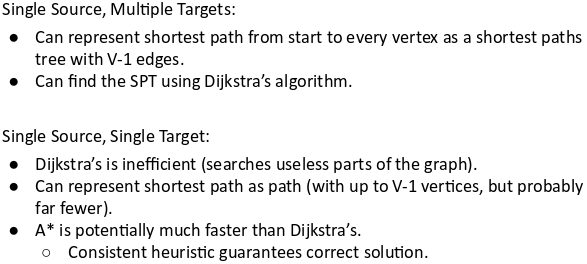 Single Source, Multiple Targets:
● Can represent shortest path from start to every vertex as a shortest paths
tree with V-1 edges.
● Can find the SPT using Dijkstra’s algorithm.
Single Source, Single Target:
● Dijkstra’s is inefficient (searches useless parts of the graph).
● Can represent shortest path as path (with up to V-1 vertices, but probably
far fewer).
● A* is potentially much faster than Dijkstra’s.
○ Consistent heuristic guarantees correct solution.